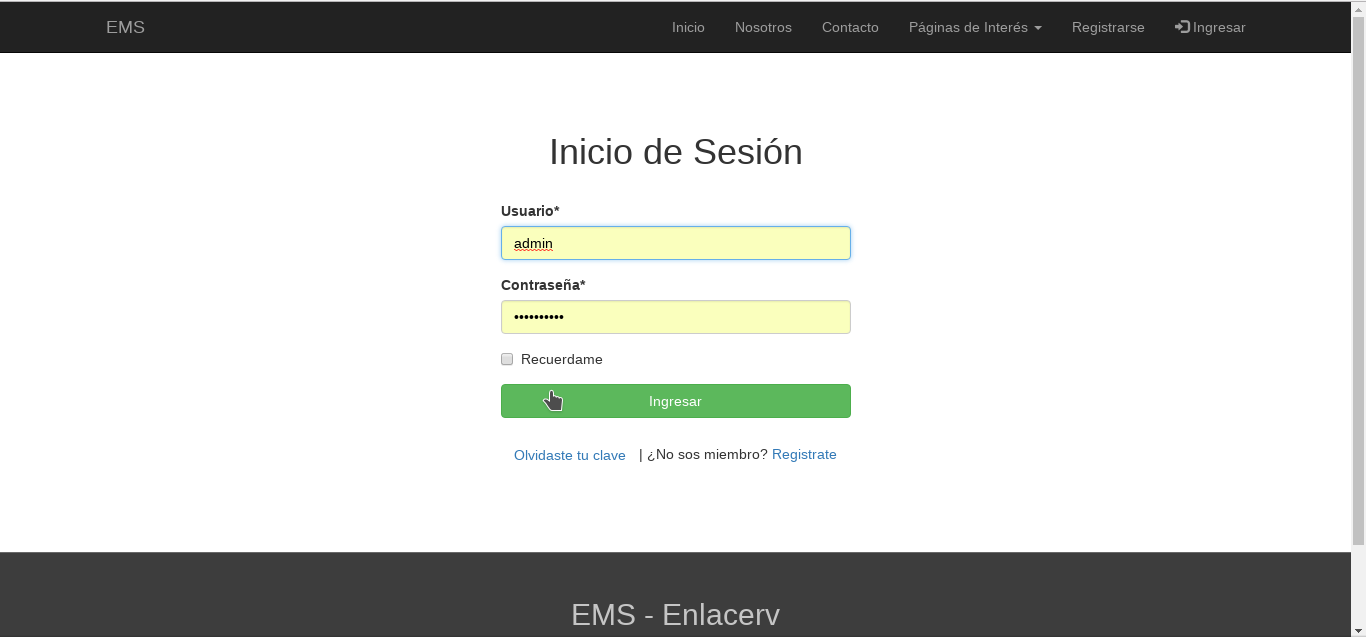 EMS Inicio Nosotros Contacto Páginas de Interés Registrarse Ingresar
Inicio de Sesión
Usuario*
admin
Contraseña*
••••••••••
Recuerdame
Ingresar
Olvidaste tu clave | ¿No sos miembro? Registrate
EMS - Enlacerv